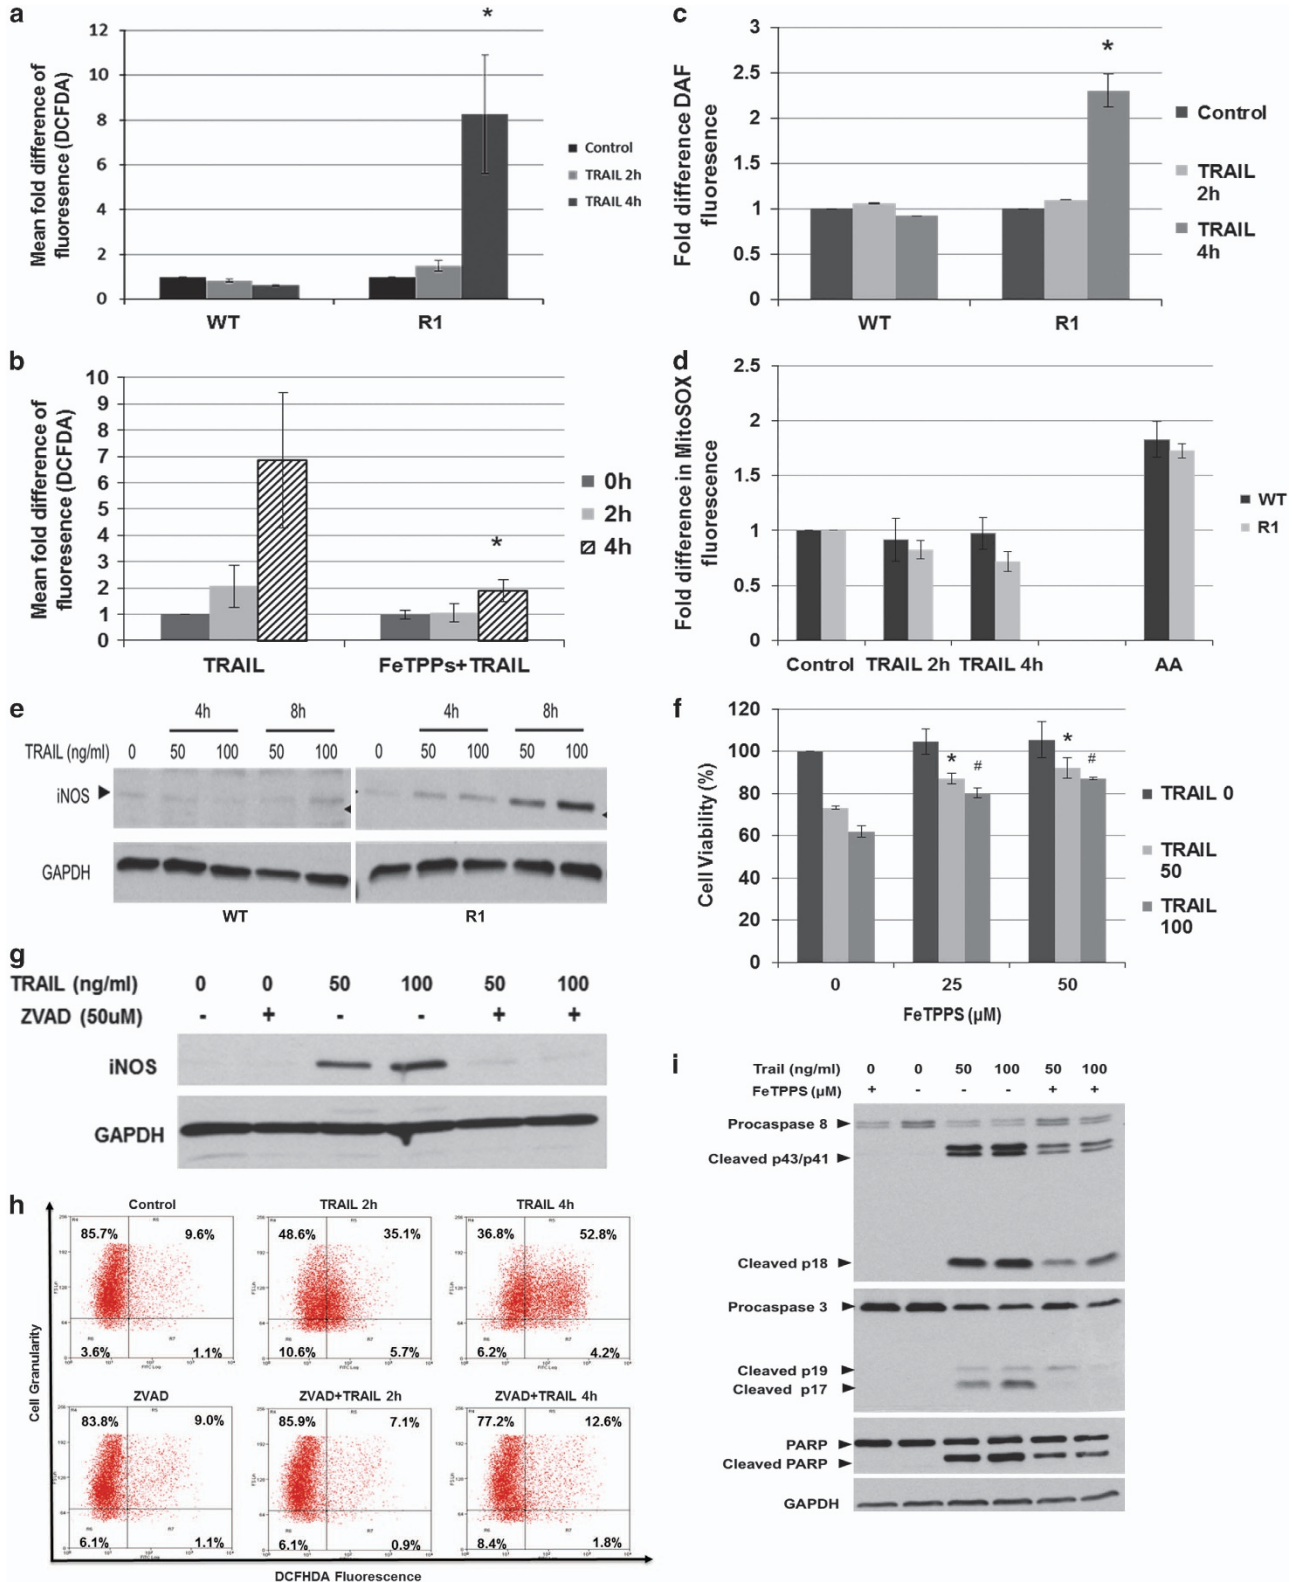 a
*
12
10
8
6
4
2
0
Mean fold difference of
fluoresence (DCFDA)
WT
R1
Control
TRAIL 2h
TRAIL 4h
c
*
3
2.5
2
1.5
1
0.5
0
Fold difference DAF
fluoresence
WT
R1
Control
TRAIL
2h
TRAIL
4h
b
10
9
8
7
6
5
4
3
2
1
0
Mean fold difference of
fluoresence (DCFDA)
*
TRAIL
FeTPPs+TRAIL
0h
2h
4h
d
2.5
2
1.5
1
0.5
0
Fold difference in MitoSOX
fluorescence
Control
TRAIL 2h
TRAIL 4h
AA
WT
R1
e
4h
8h
4h
8h
TRAIL (ng/ml)
0
50
100
50
100
0
50
100
50
100
iNOS
GAPDH
WT
R1
f
120
100
80
60
40
20
0
Cell Viability (%)
*
#
*
#
0
25
50
FeTPPS (µM)
TRAIL 0
TRAIL
50
TRAIL
100
g
TRAIL (ng/ml)
0
0
50
100
50
100
ZVAD (50uM)
-
+
-
-
+
+
iNOS
GAPDH
h
Cell Granularity
Control
85.7%
9.6%
3.6%
1.1%
TRAIL 2h
48.6%
35.1%
10.6%
5.7%
TRAIL 4h
36.8%
52.8%
6.2%
4.2%
ZVAD
83.8%
9.0%
6.1%
1.1%
ZVAD+TRAIL 2h
85.9%
7.1%
6.1%
0.9%
ZVAD+TRAIL 4h
77.2%
12.6%
8.4%
1.8%
DCFHDA Fluorescence
i
Trail (ng/ml)
0
0
50
100
50
100
FeTPPS (µM)
+
-
-
-
+
+
Procaspase 8
Cleaved p43/p41
Cleaved p18
Procaspase 3
Cleaved p19
Cleaved p17
PARP
Cleaved PARP
GAPDH